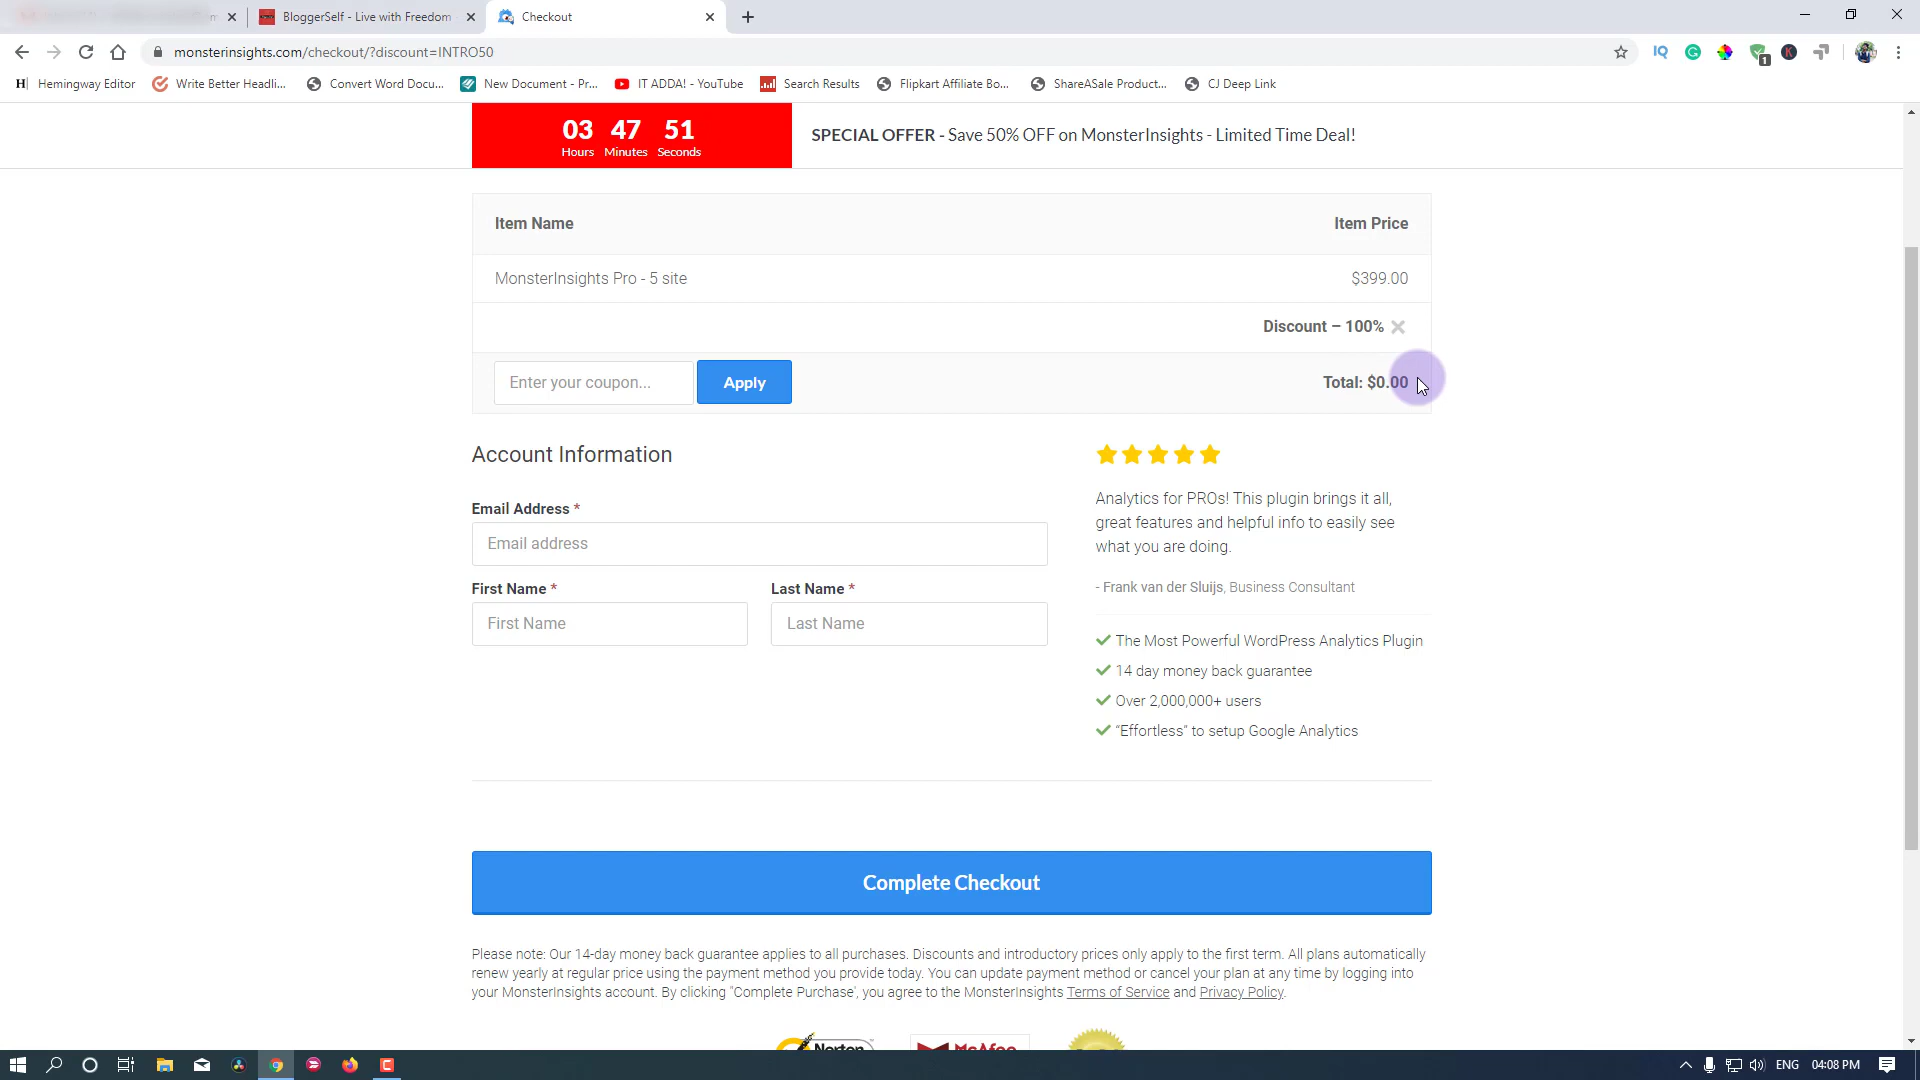 BloggerSelf - Live with Freedom
Checkout
monsterinsights.com/checkout/?discount=INTRO50
Hemingway Editor
Write Better Headli...
Convert Word Docu...
New Document - Pr...
IT ADDA! - YouTube
Search Results
Flipkart Affiliate Bo...
ShareASale Product...
CJ Deep Link
03 47 51
Hours Minutes Seconds
SPECIAL OFFER - Save 50% OFF on MonsterInsights - Limited Time Deal!
Item Name Item Price
MonsterInsights Pro - 5 site $399.00
Discount – 100%
Enter your coupon... Apply Total: $0.00
Account Information
Email Address *
Email address
First Name * Last Name *
First Name Last Name
Analytics for PROs! This plugin brings it all,
great features and helpful info to easily see
what you are doing.
- Frank van der Sluijs, Business Consultant
The Most Powerful WordPress Analytics Plugin
14 day money back guarantee
Over 2,000,000+ users
“Effortless” to setup Google Analytics
Complete Checkout
Please note: Our 14-day money back guarantee applies to all purchases. Discounts and introductory prices only apply to the first term. All plans automatically
renew yearly at regular price using the payment method you provide today. You can update payment method or cancel your plan at any time by logging into
your MonsterInsights account. By clicking "Complete Purchase', you agree to the MonsterInsights Terms of Service and Privacy Policy.
Norton
McAfee
ENG 04:08 PM